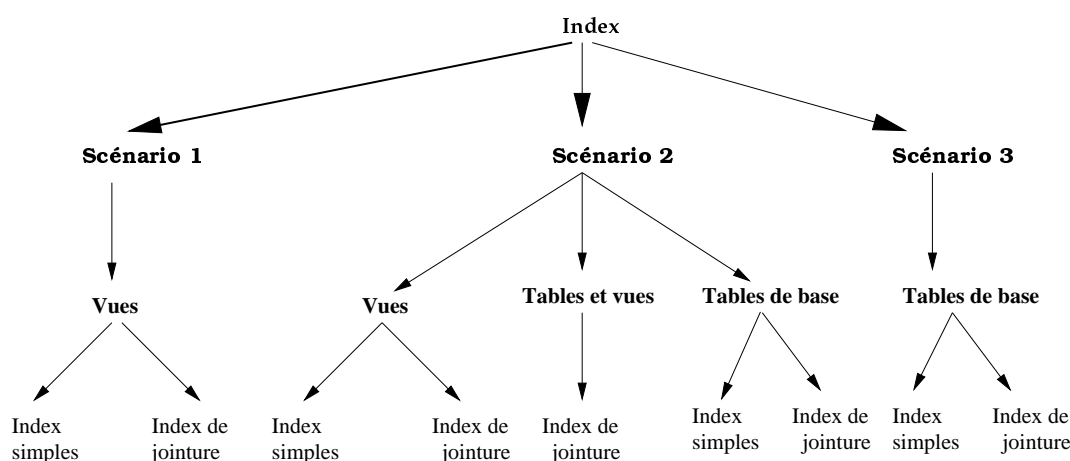 Index
Scénario 1
Scénario 2
Scénario 3
Vues
Vues
Tables et vues
Tables de base
Tables de base
Index
simples
Index de
jointure
Index
simples
Index de
jointure
Index de
jointure
Index
simples
Index de
jointure
Index
simples
Index de
jointure